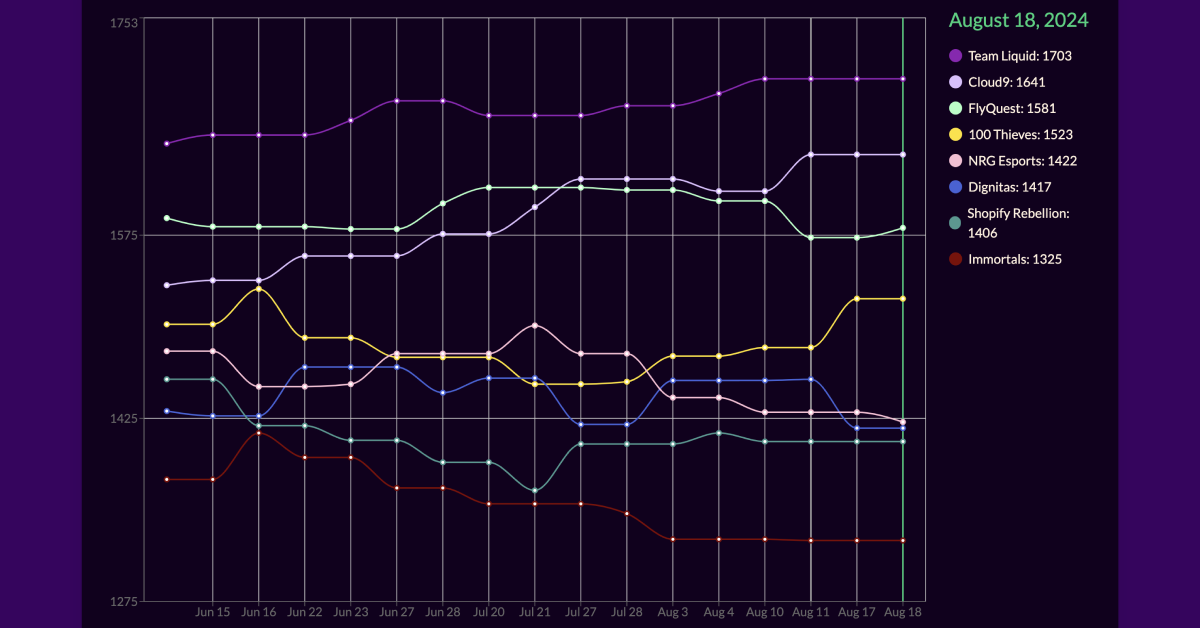 August 18, 2024
Team Liquid: 1703
Cloud9: 1641
FlyQuest: 1581
100 Thieves: 1523
NRG Esports: 1422
Dignitas: 1417
Shopify Rebellion:
1406
Immortals: 1325
1753
1575
1425
1275
Jun 15 Jun 16 Jun 22 Jun 23 Jun 27 Jun 28 Jul 20 Jul 21 Jul 27 Jul 28 Aug 3 Aug 4 Aug 10 Aug 11 Aug 17 Aug 18